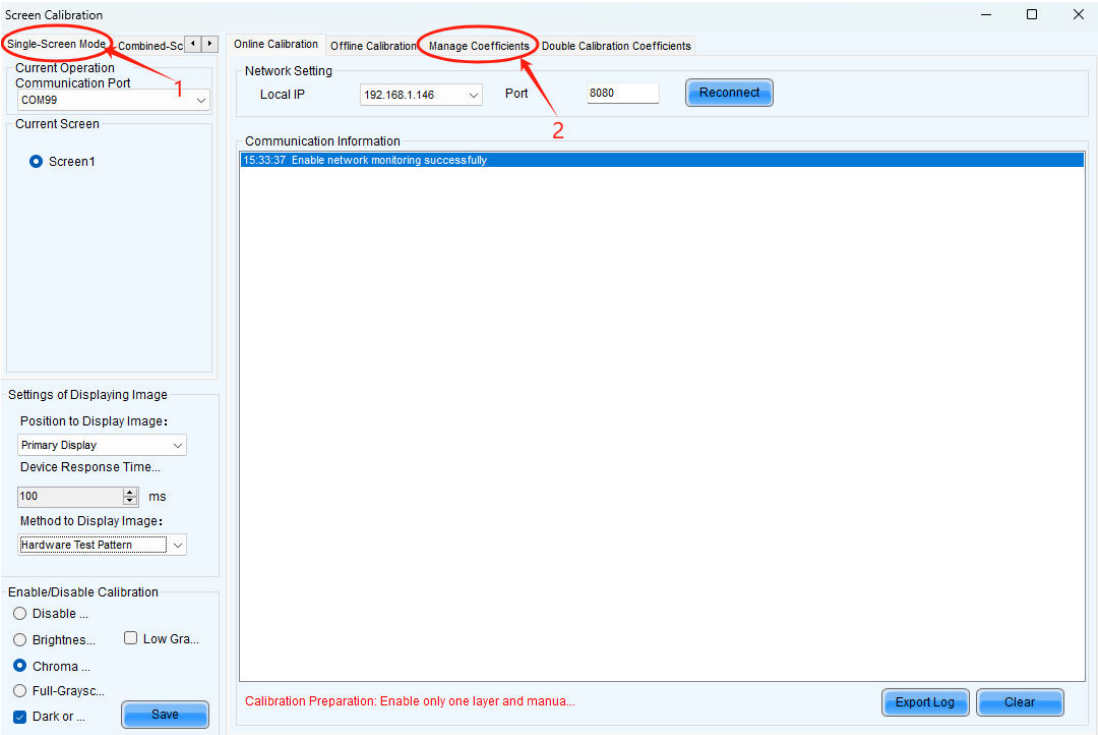 Screen Calibration
Single-Screen Mode
Combined-Sc
1
Current Operation
Communication Port
COM99
Current Screen
Screen1
Settings of Displaying Image
Position to Display Image:
Primary Display
Device Response Time...
100 ms
Method to Display Image:
Hardware Test Pattern
Enable/Disable Calibration
Disable ...
Brightnes... Low Gra...
Chroma ...
Full-Graysc...
Dark or ... Save
Online Calibration Offline Calibration Manage Coefficients Double Calibration Coefficients
2
Network Setting
Local IP 192.168.1.146 Port 8080 Reconnect
Communication Information
15:33:37 Enable network monitoring successfully
Calibration Preparation: Enable only one layer and manua...
Export Log Clear